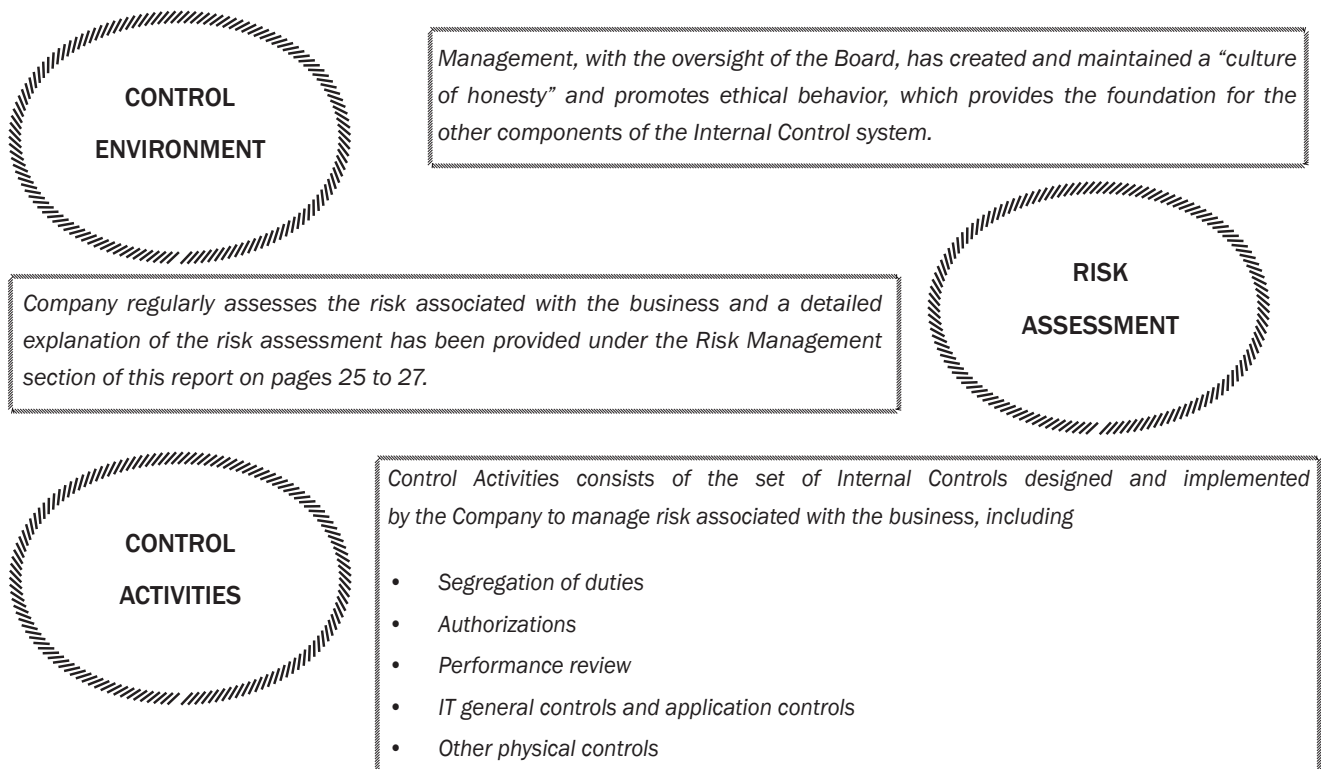 CONTROL
ENVIRONMENT
Management, with the oversight of the Board, has created and maintained a “culture
of honesty” and promotes ethical behavior, which provides the foundation for the
other components of the Internal Control system.
RISK
ASSESSMENT
Company regularly assesses the risk associated with the business and a detailed
explanation of the risk assessment has been provided under the Risk Management
section of this report on pages 25 to 27.
CONTROL
ACTIVITIES
Control Activities consists of the set of Internal Controls designed and implemented
by the Company to manage risk associated with the business, including
• Segregation of duties
• Authorizations
• Performance review
• IT general controls and application controls
• Other physical controls